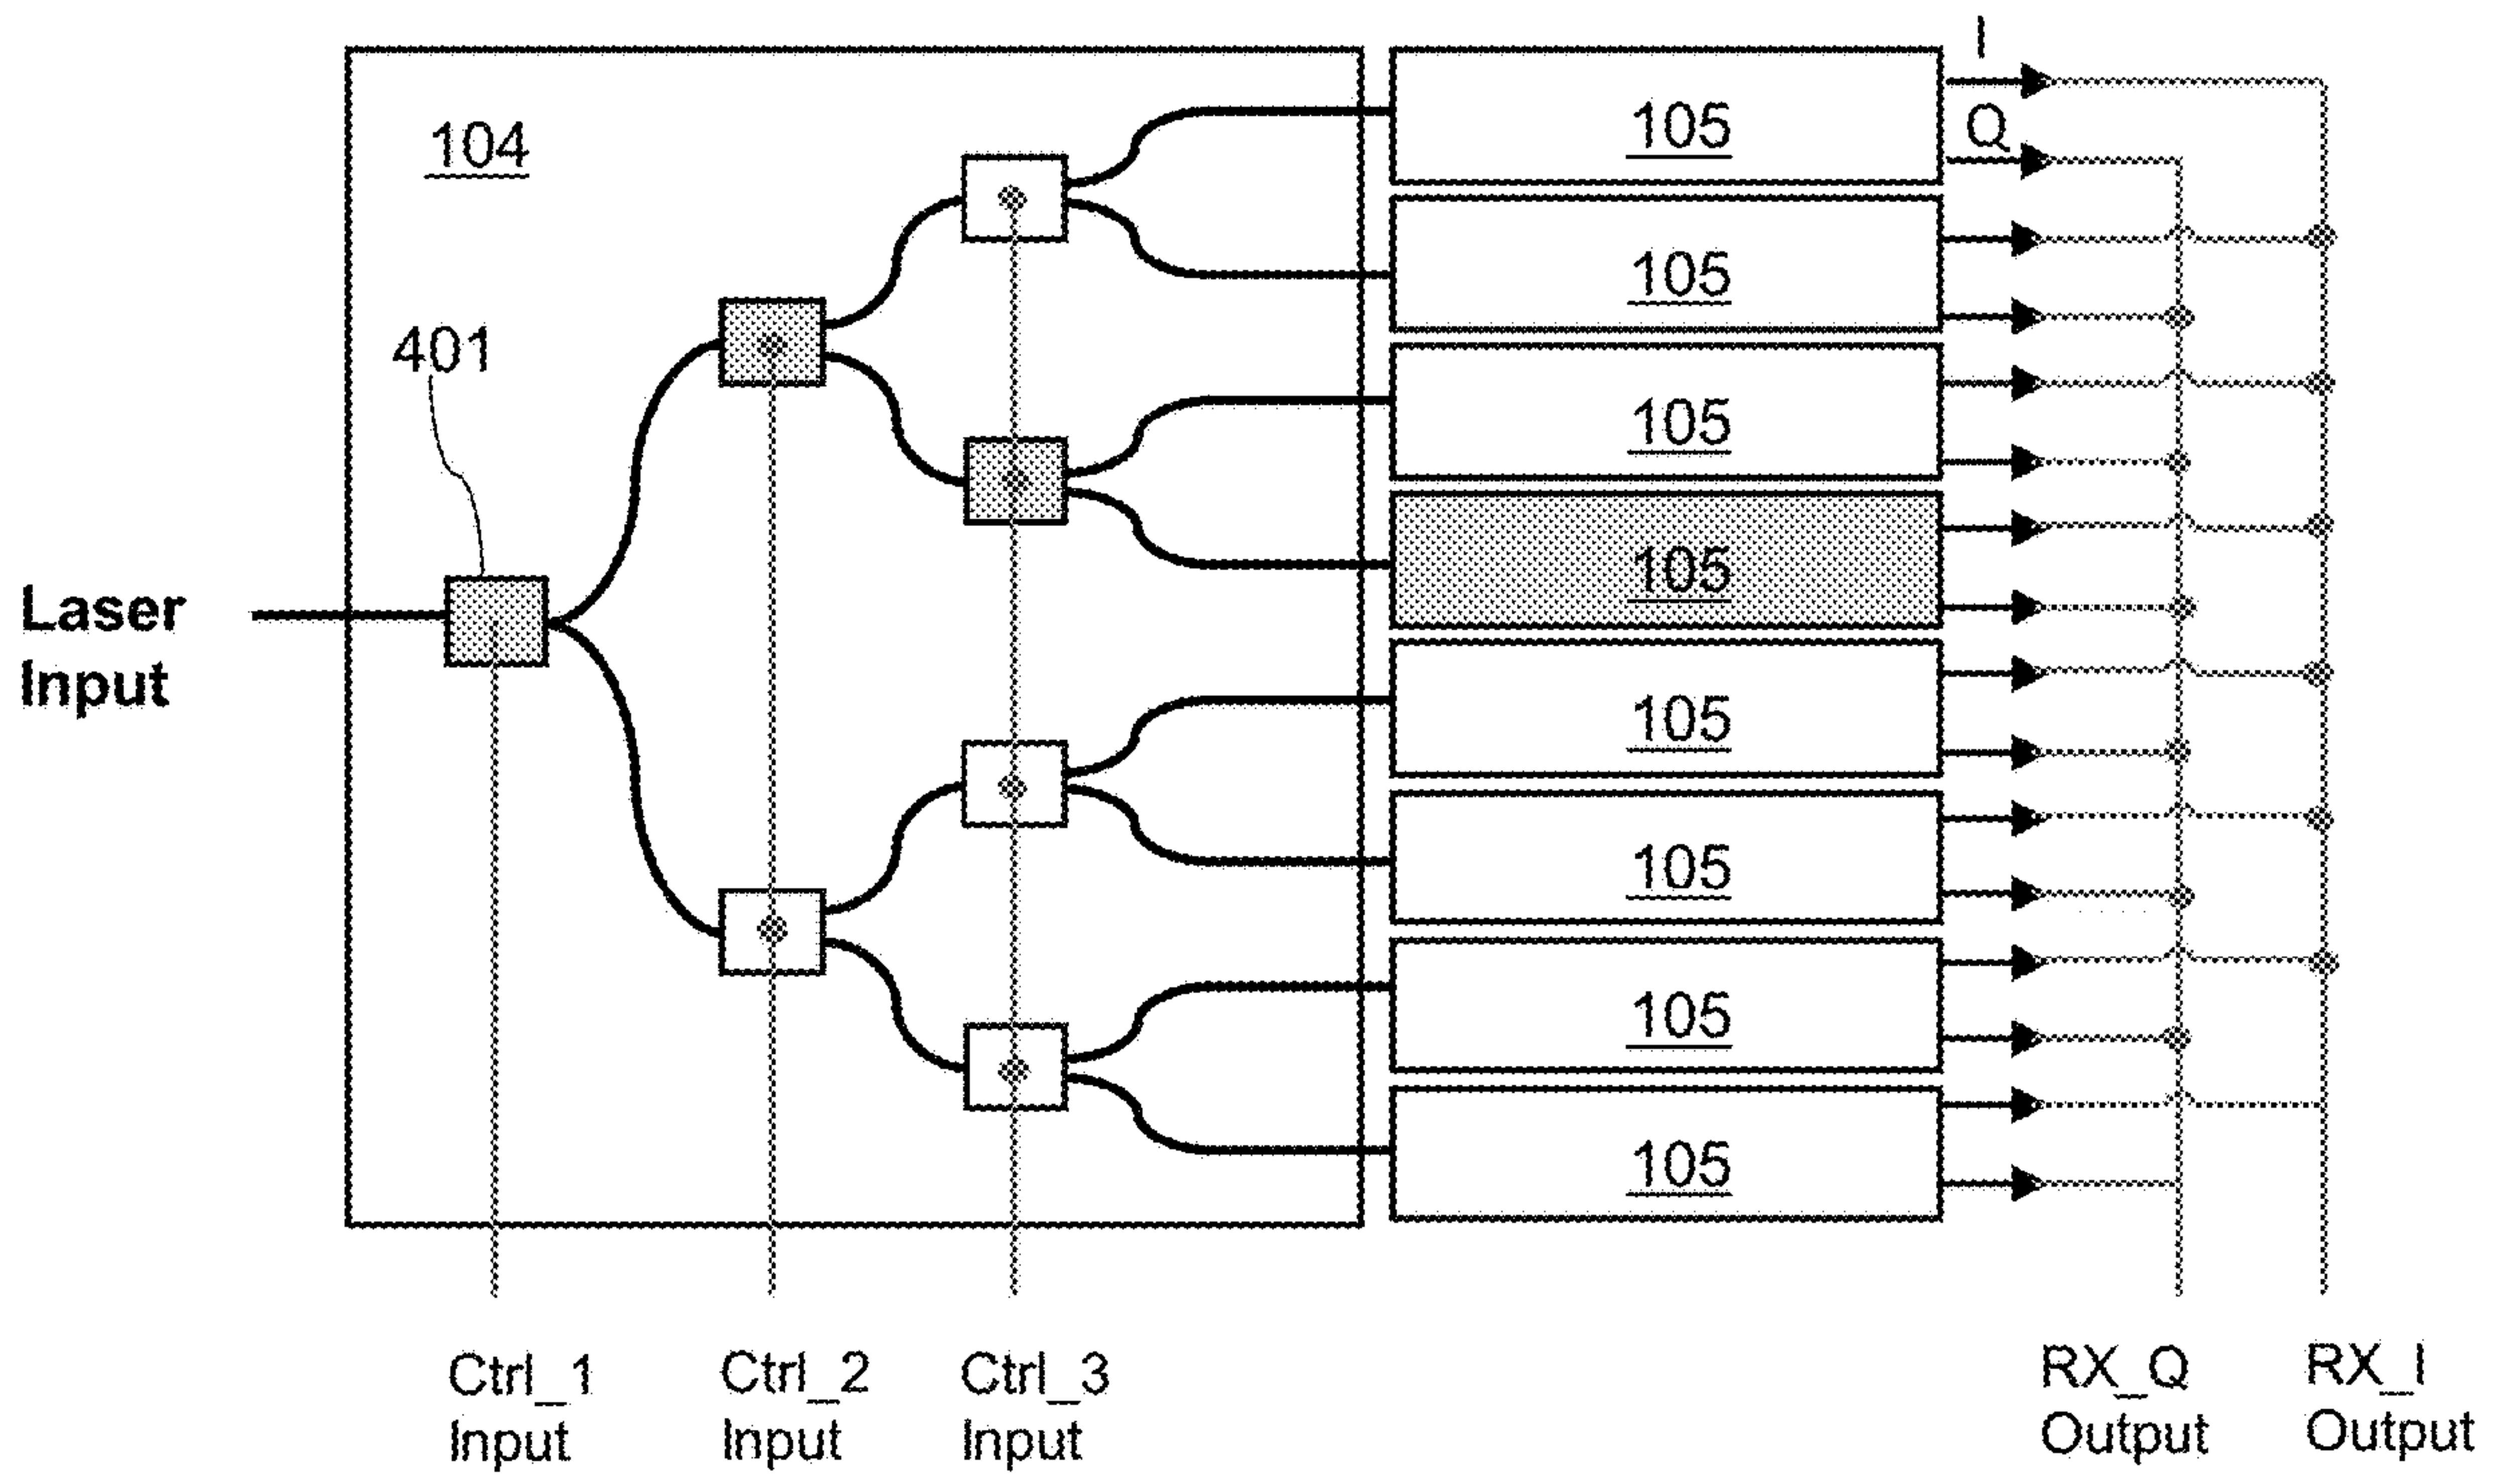 I
104
105
Q
105
401
105
105
Laser
Input
105
105
105
105
Ctrl_1
Input
Ctrl_2
Input
Ctrl_3
Input
RX_Q
Output
RX_I
Output